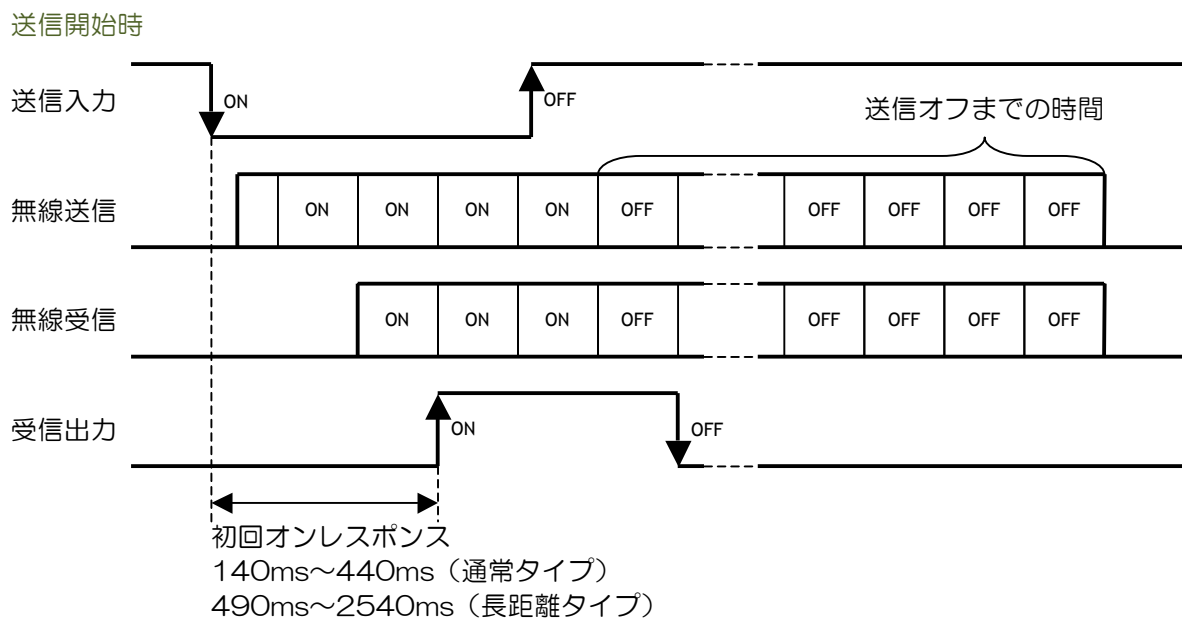 送信開始時
送信入力
ON
OFF
送信オフまでの時間
無線送信
ON ON ON ON OFF OFF OFF OFF OFF
無線受信
ON ON ON OFF OFF OFF OFF OFF
受信出力
ON
OFF
初回オンレスポンス
140ms～440ms（通常タイプ）
490ms～2540ms（長距離タイプ）